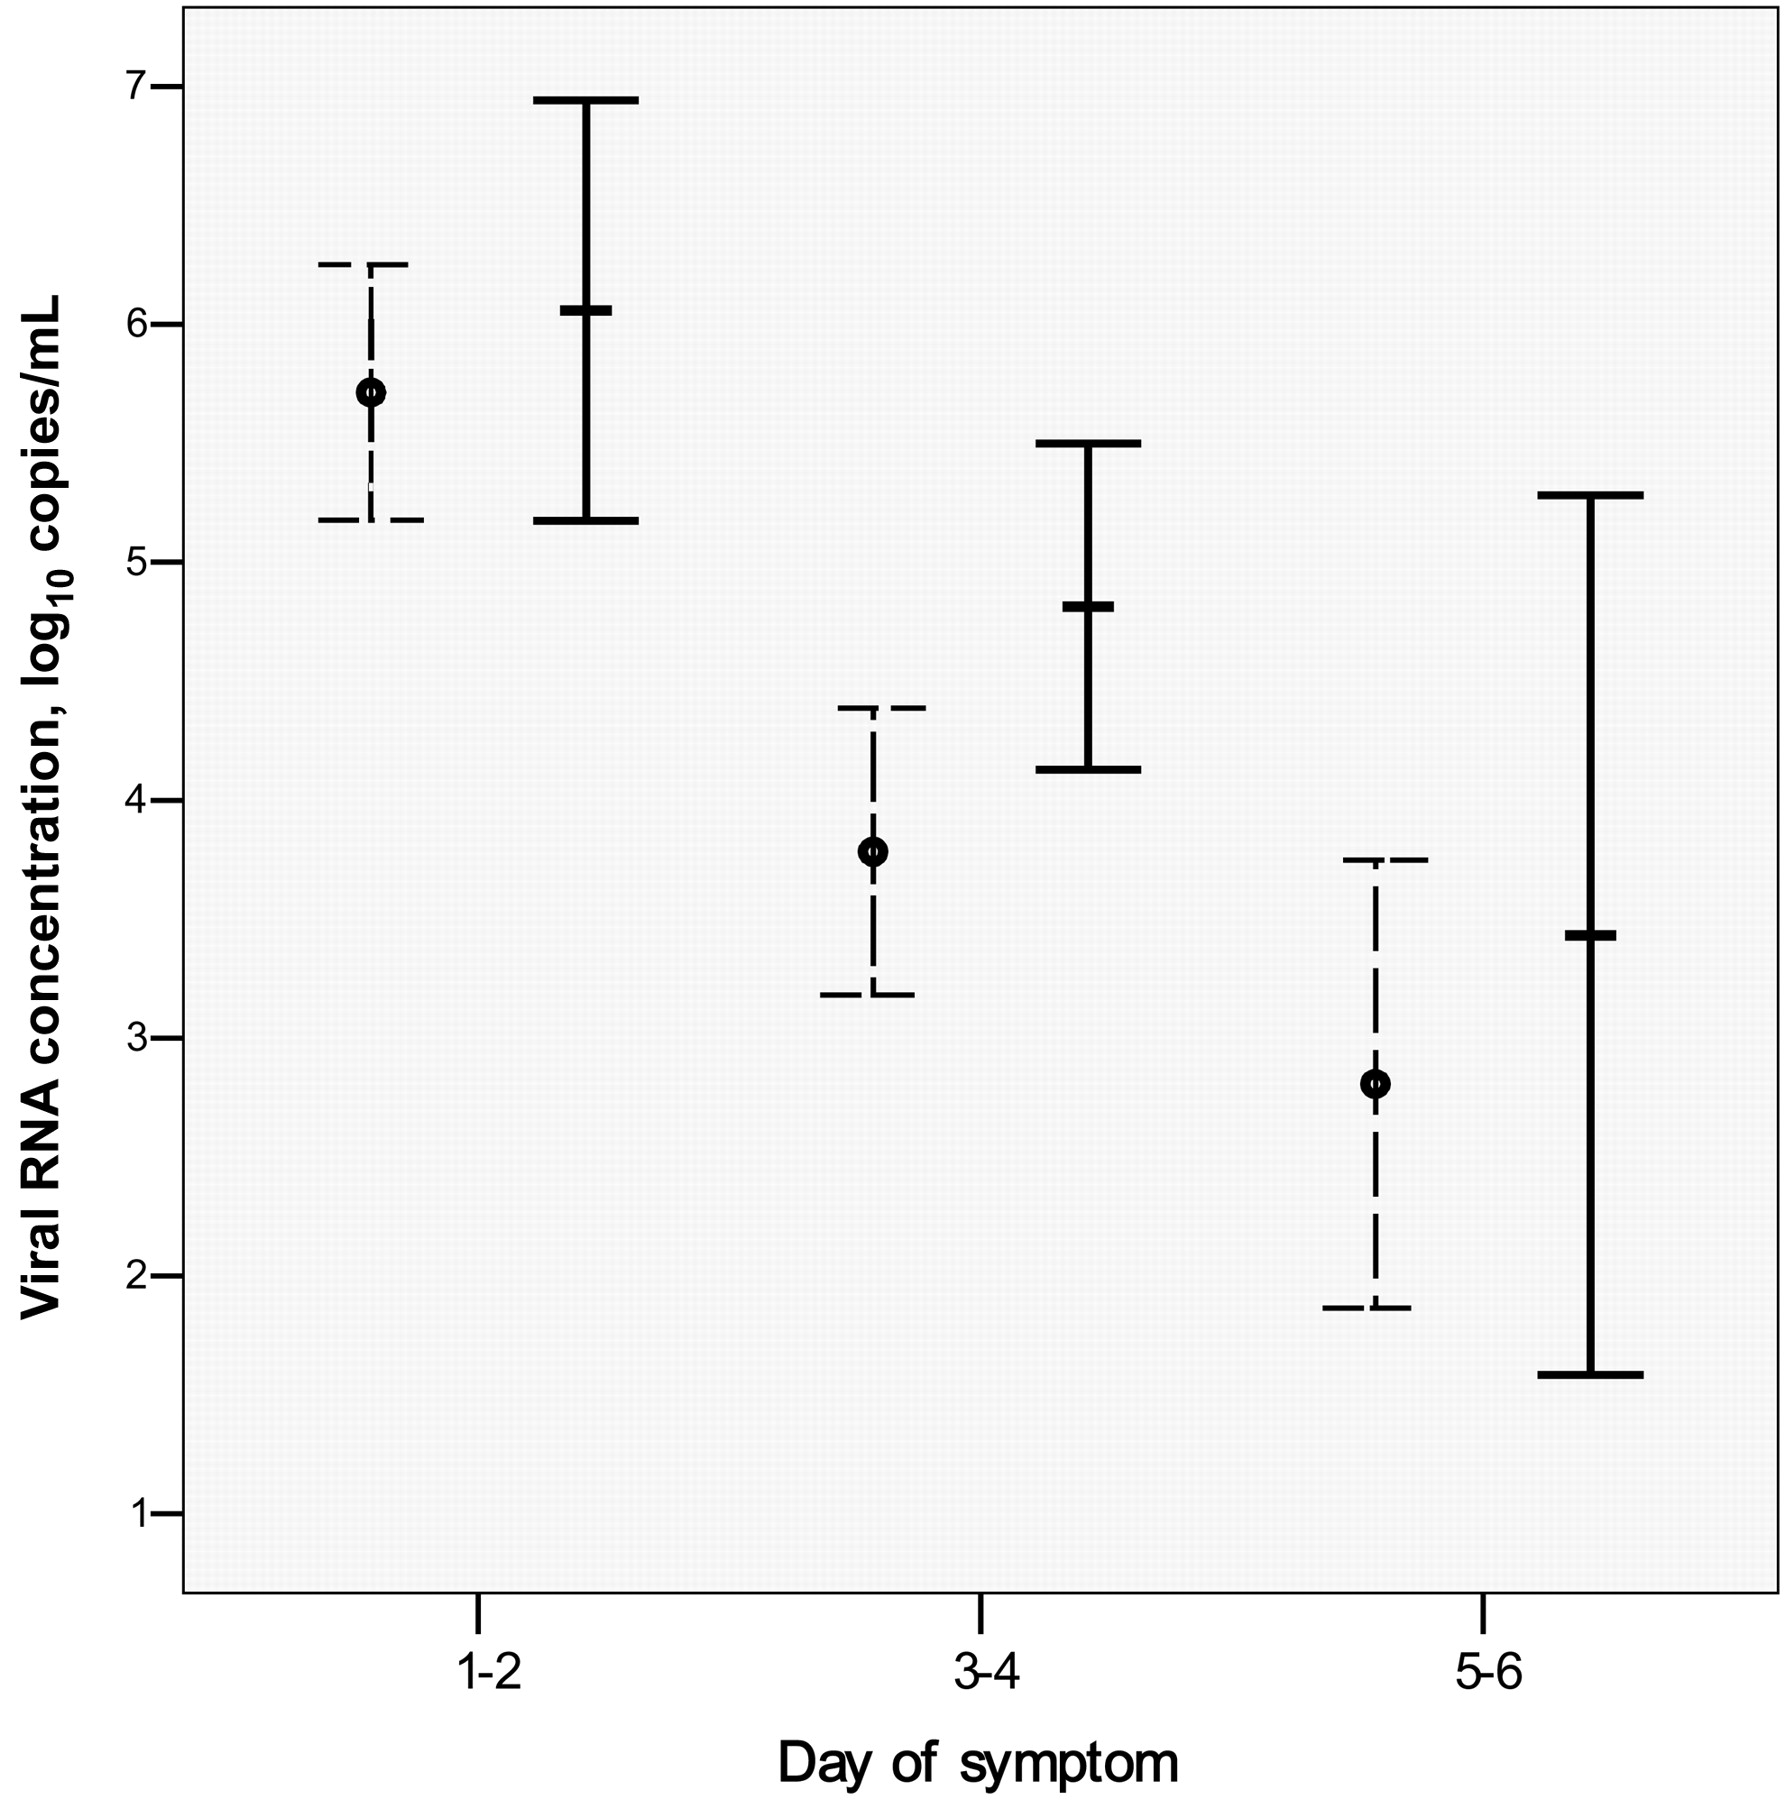 Viral RNA concentration, log10 copies/mL
7
6
5
4
3
2
1
1-2 3-4 5-6
Day of symptom